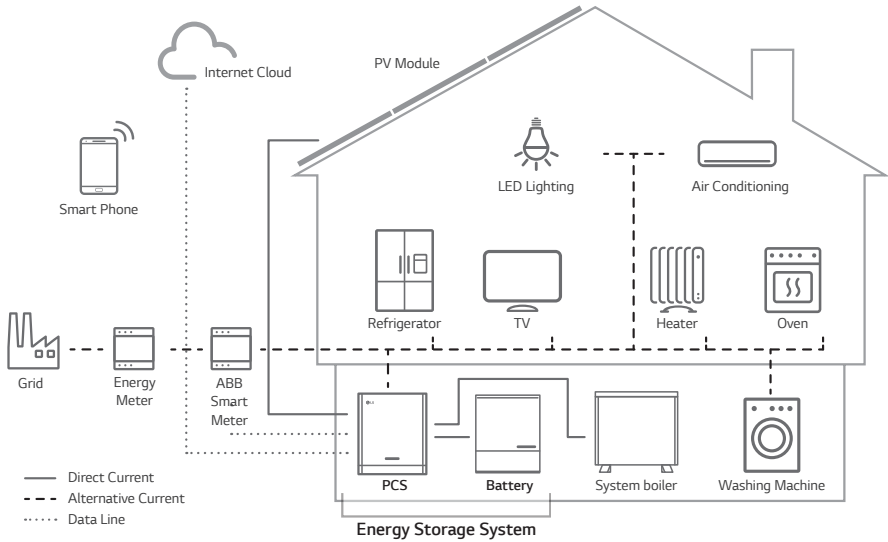 Internet Cloud
PV Module
Smart Phone
LED Lighting
Air Conditioning
Refrigerator
TV
Heater
Oven
Grid
Energy
Meter
ABB
Smart
Meter
Direct Current
Alternative Current
Data Line
LG
PCS
Battery
System boiler
Washing Machine
Energy Storage System